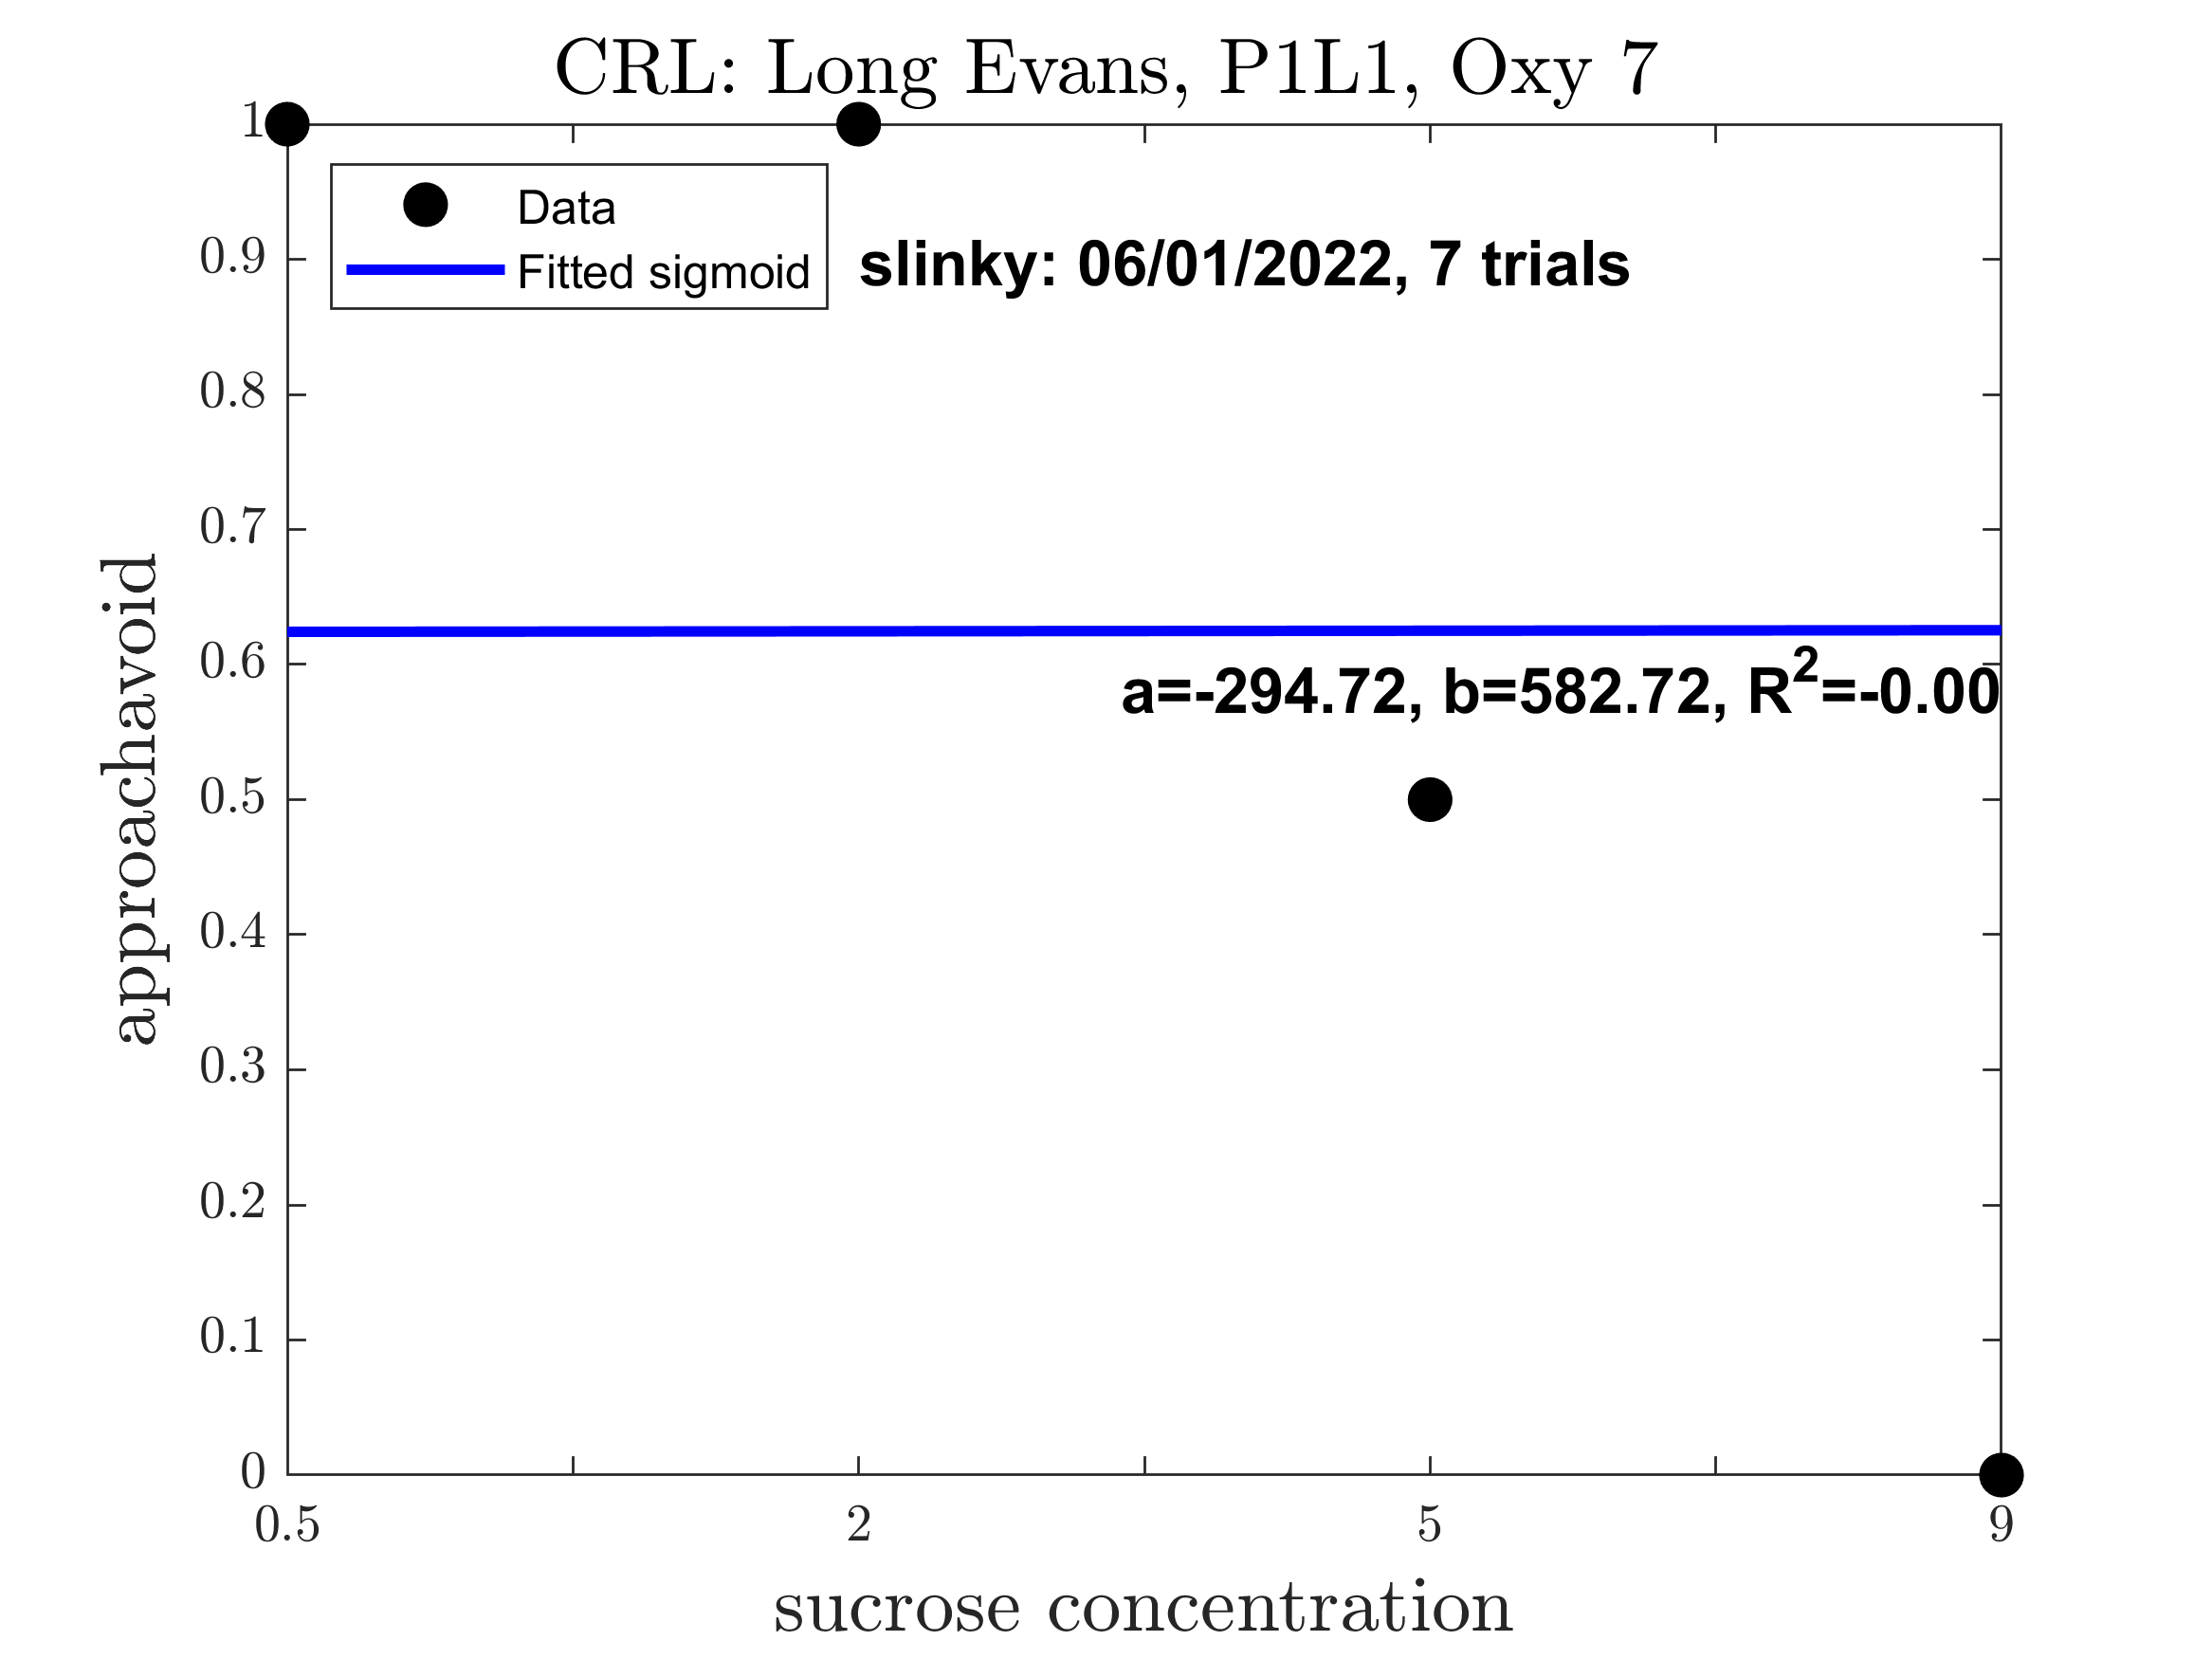 CRL: Long Evans, P1L1, Oxy 7
1
Data
Fitted sigmoid
slinky: 06/01/2022, 7 trials
0.9
0.8
0.7
0.6
a=-294.72, b=582.72, R²=-0.00
0.5
0.4
0.3
0.2
0.1
0
approachavoid
0.5 2 5 9
sucrose concentration